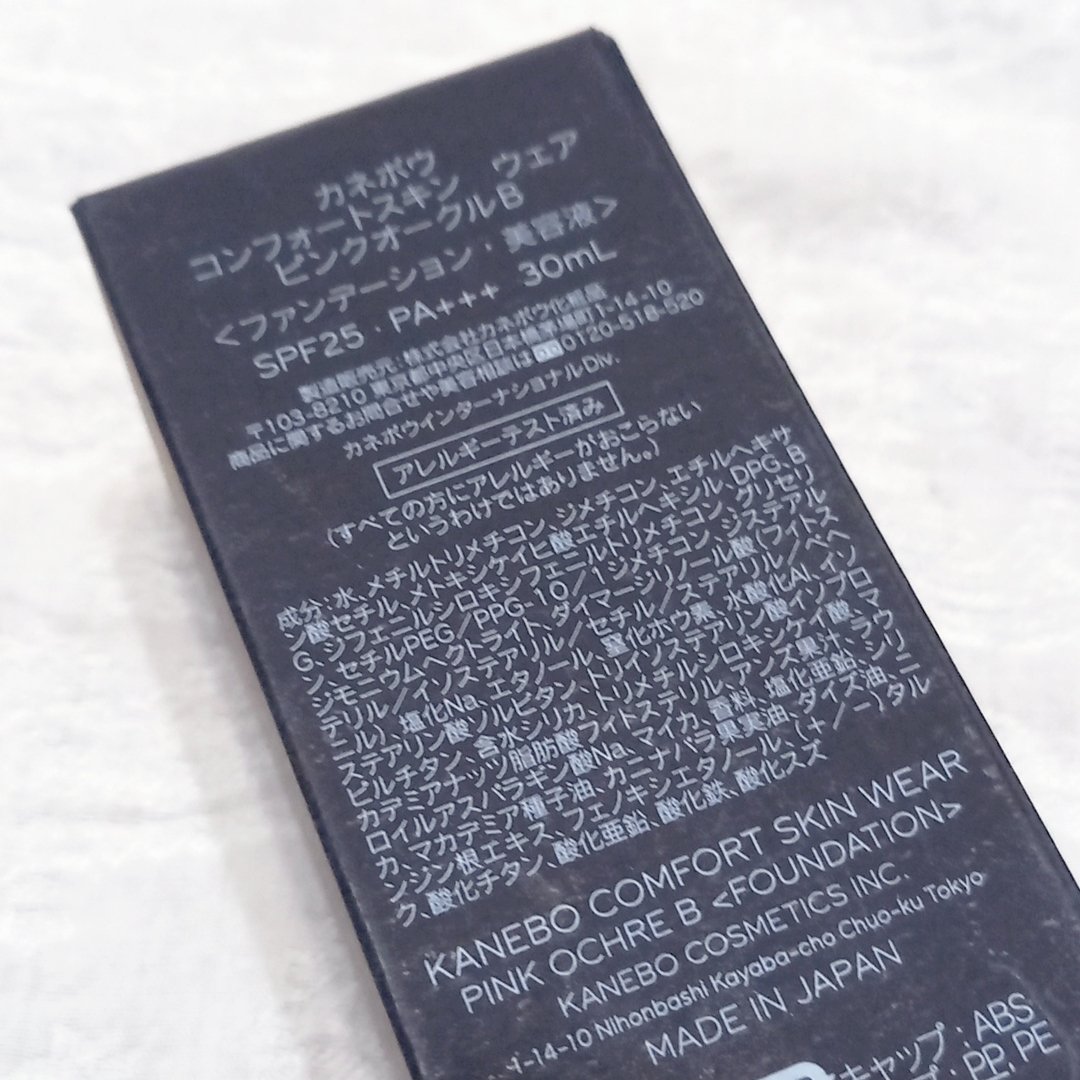 カネボウ
コンフォートスキン ウェア
ピンクオークルB
<ファンデーション・美容液>
SPF25・PA+++ 30mL
製造販売元:株式会社カネボウ化粧品
〒103-8210 東京都中央区日本橋茅場町1-14-10
商品に関するお問合せや美容相談は 0120-518-520
カネボウインターナショナルDiv.
アレルギーテスト済み
(すべての方にアレルギーがおこらない
というわけではありません。)
成分:水、メチルトリメチコン、ジメチコン、エチルヘキサ
ン酸セチル、メトキシケイヒ酸エチルヘキシル、DPG、B
G、ジフェニルシロキシフェニルトリメチコン、グリセリ
ン、セチルPEG/PPG-10/1ジメチコン、ジステアル
ジモニウムヘクトライト、ダイマージリノール酸(フィトス
テリル/イソステアリル/セチル/ステアリル/ベヘ
ニル)、塩化Na、エタノール、窒化ホウ素、水酸化Al、イソ
ステアリン酸ソルビタン、トリイソステアリン酸イソプロ
ピルチタン、含水シリカ、トリメチルシロキシケイ酸、マ
カデミアナッツ脂肪酸フィトステリル、アンズ果汁、ラウ
ロイルアスパラギン酸Na、マイカ、香料、塩化亜鉛、シリ
カ、マカデミア種子油、カニナバラ果実油、ダイズ油、ニ
ンジン根エキス、フェノキシエタノール、(+/-)タル
ク、酸化チタン、酸化亜鉛、酸化鉄、酸化スズ
KANEBO COMFORT SKIN WEAR
PINK OCHRE B <FOUNDATION>
KANEBO COSMETICS INC.
1-14-10 Nihonbashi Kayaba-cho Chuo-ku Tokyo
MADE IN JAPAN
キャップ:ABS
:PP, PE